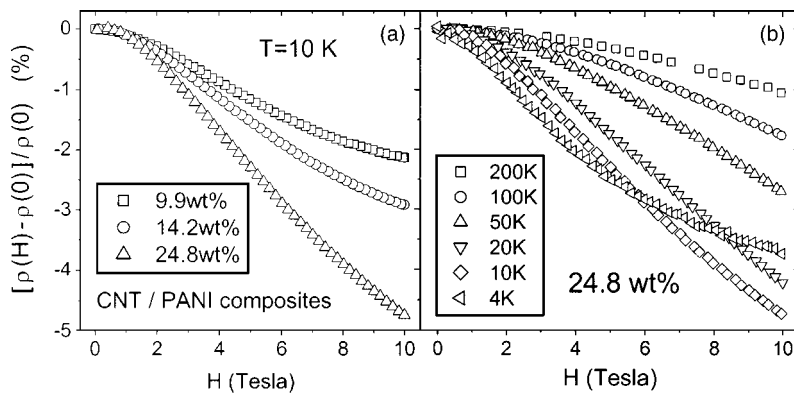 [ρ(H)-ρ(0)]/ρ(0) (%)
0
-1
-2
-3
-4
-5
T=10 K
(a)
9.9wt%
14.2wt%
24.8wt%
CNT / PANI composites
0 2 4 6 8 10
H (Tesla)
(b)
200K
100K
50K
20K
10K
4K
24.8 wt%
0 2 4 6 8 10
H (Tesla)